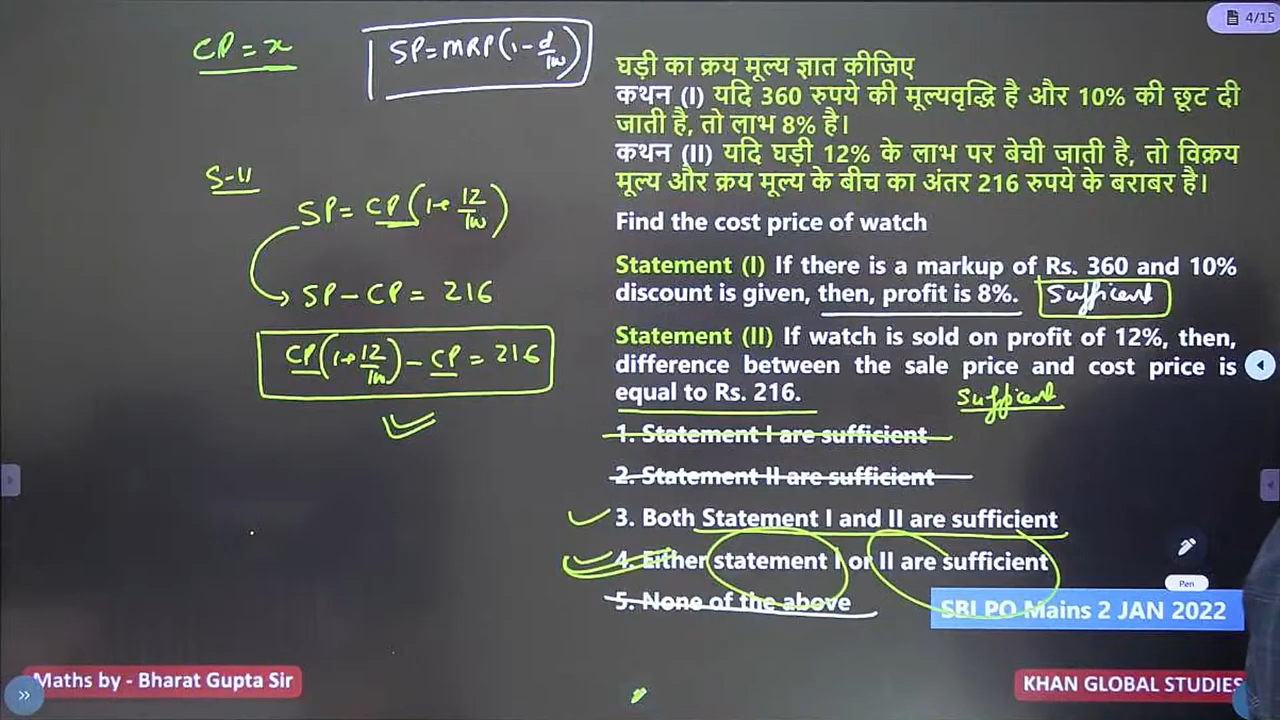 4/15
CP = x
SP=MRP(1-d/100)
घड़ी का क्रय मूल्य ज्ञात कीजिए
कथन (I) यदि 360 रुपये की मूल्यवृद्धि है और 10% की छूट दी
जाती है, तो लाभ 8% है।
कथन (II) यदि घड़ी 12% के लाभ पर बेची जाती है, तो विक्रय
मूल्य और क्रय मूल्य के बीच का अंतर 216 रुपये के बराबर है।
S-II
SP= CP(1+12/100)
SP-CP= 216
CP(1+12/100)-CP=216
Find the cost price of watch
Statement (I) If there is a markup of Rs. 360 and 10%
discount is given, then, profit is 8%. Sufficient
Statement (II) If watch is sold on profit of 12%, then,
difference between the sale price and cost price is
equal to Rs. 216. Sufficient
1. Statement I are sufficient
2. Statement II are sufficient
3. Both Statement I and II are sufficient
4. Either statement I or II are sufficient
5. None of the above
Pen
SBI PO Mains 2 JAN 2022
Maths by - Bharat Gupta Sir
KHAN GLOBAL STUDIES